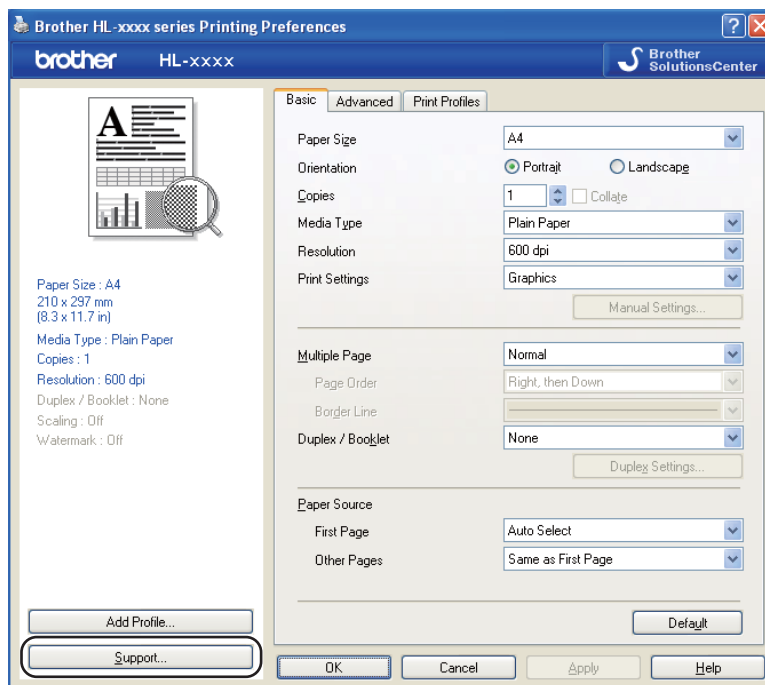 Brother HL-xxxx series Printing Preferences
brother HL-xxxx Brother SolutionsCenter
Basic Advanced Print Profiles
A
Paper Size A4
Orientation Portrait Landscape
Copies 1 Collate
Media Type Plain Paper
Resolution 600 dpi
Print Settings Graphics
Manual Settings...
Paper Size : A4
210 x 297 mm
(8.3 x 11.7 in)
Media Type : Plain Paper
Copies : 1
Resolution : 600 dpi
Duplex / Booklet : None
Scaling : Off
Watermark : Off
Multiple Page Normal
Page Order Right, then Down
Border Line
Duplex / Booklet None
Duplex Settings...
Paper Source
First Page Auto Select
Other Pages Same as First Page
Default
Add Profile...
Support...
OK Cancel Apply Help